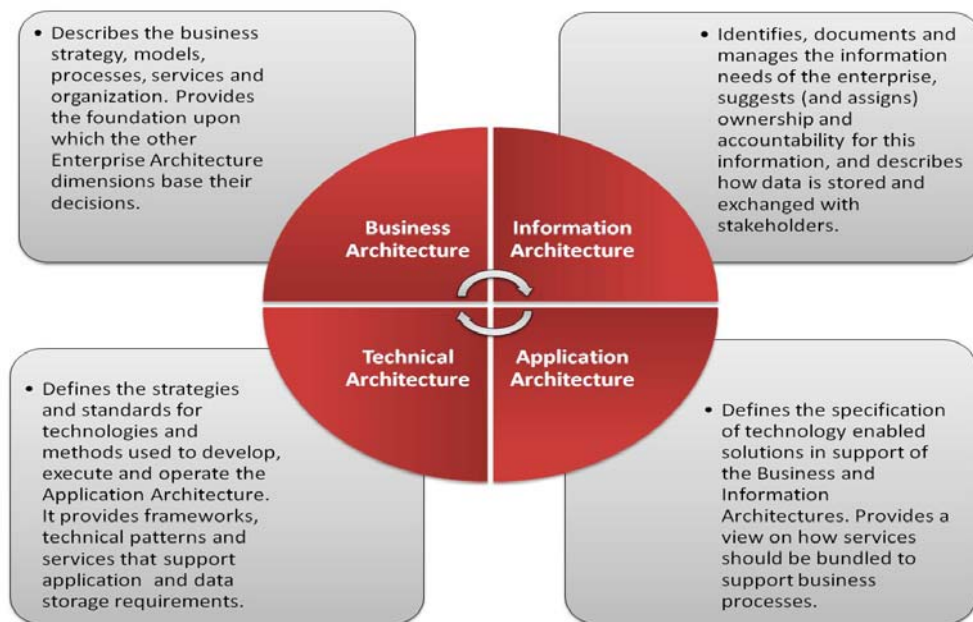 • Describes the business
strategy, models,
processes, services and
organization. Provides
the foundation upon
which the other
Enterprise Architecture
dimensions base their
decisions.
• Identifies, documents and
manages the information
needs of the enterprise,
suggests (and assigns)
ownership and
accountability for this
information, and describes
how data is stored and
exchanged with
stakeholders.
Business
Architecture
Information
Architecture
Technical
Architecture
Application
Architecture
• Defines the strategies
and standards for
technologies and
methods used to develop,
execute and operate the
Application Architecture.
It provides frameworks,
technical patterns and
services that support
application and data
storage requirements.
• Defines the specification
of technology enabled
solutions in support of
the Business and
Information
Architectures. Provides a
view on how services
should be bundled to
support business
processes.